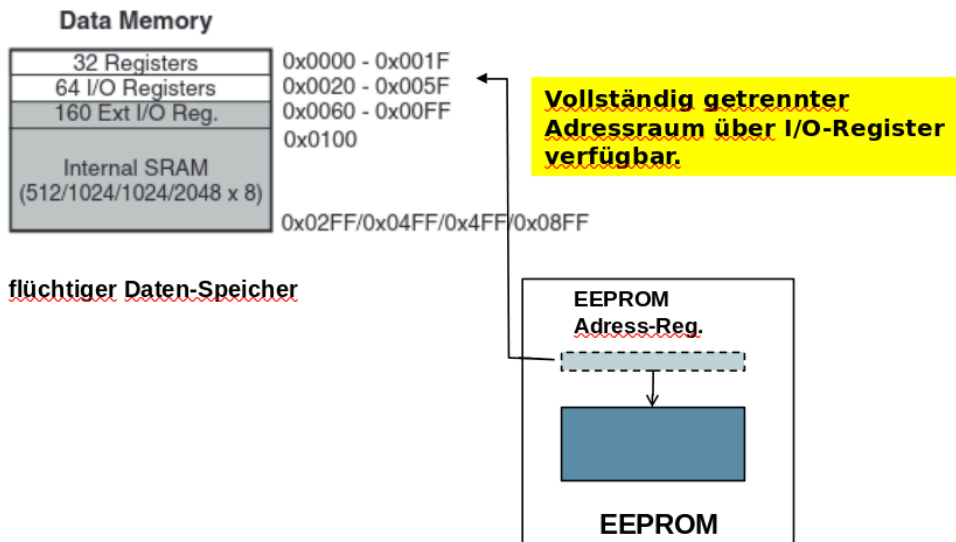 Data Memory
32 Registers
0x0000 - 0x001F
64 I/O Registers
0x0020 - 0x005F
160 Ext I/O Reg.
0x0060 - 0x00FF
0x0100
Internal SRAM
(512/1024/1024/2048 x 8)
0x02FF/0x04FF/0x4FF/0x08FF
Vollständig getrennter
Adressraum über I/O-Register
verfügbar.
flüchtiger Daten-Speicher
EEPROM
Adress-Reg.
EEPROM